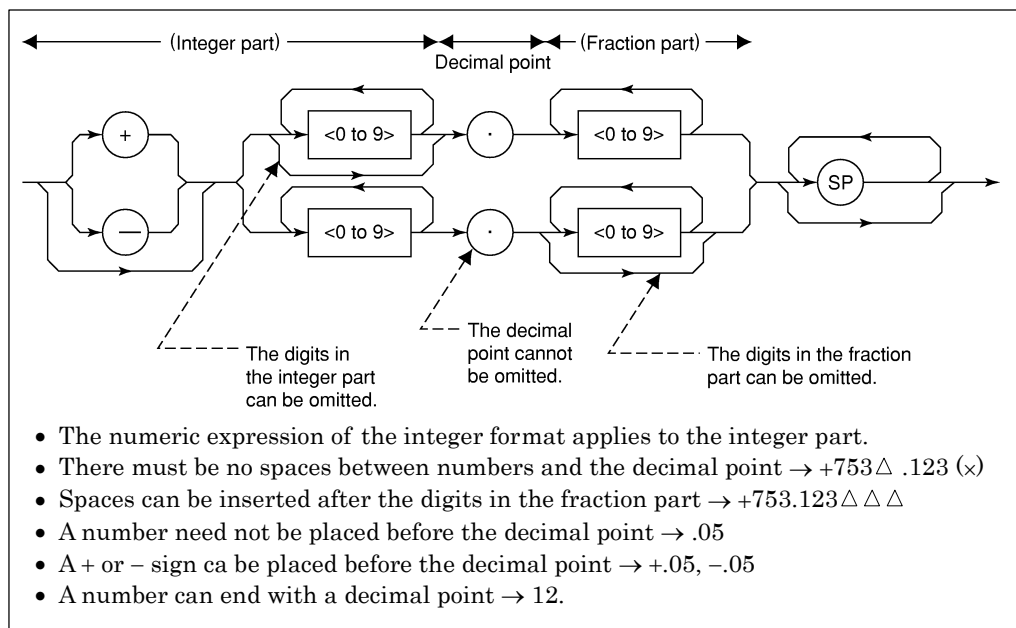 (Integer part)
(Fraction part)
Decimal point
<0 to 9>
·
<0 to 9>
+
SP
−
<0 to 9>
·
<0 to 9>
The digits in
the integer part
can be omitted.
The decimal
point cannot
be omitted.
The digits in the fraction
part can be omitted.
• The numeric expression of the integer format applies to the integer part.
• There must be no spaces between numbers and the decimal point → +753△ .123 (×)
• Spaces can be inserted after the digits in the fraction part → +753.123△△△
• A number need not be placed before the decimal point → .05
• A + or − sign ca be placed before the decimal point → +.05, −.05
• A number can end with a decimal point → 12.